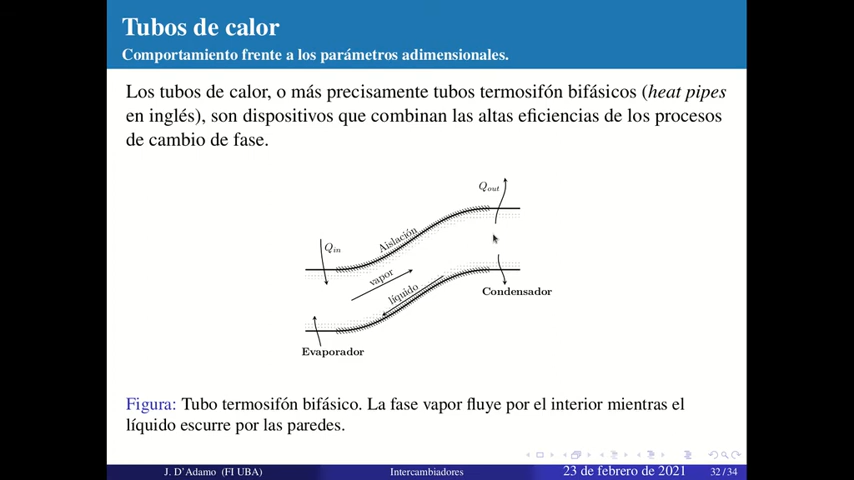 Tubos de calor
Comportamiento frente a los parámetros adimensionales.
Los tubos de calor, o más precisamente tubos termosifón bifásicos (heat pipes
en inglés), son dispositivos que combinan las altas eficiencias de los procesos
de cambio de fase.
Qout
Aislación
Qin
vapor
líquido
Condensador
Evaporador
Figura: Tubo termosifón bifásico. La fase vapor fluye por el interior mientras el
líquido escurre por las paredes.
J. D'Adamo (FI UBA) Intercambiadores 23 de febrero de 2021 32 / 34